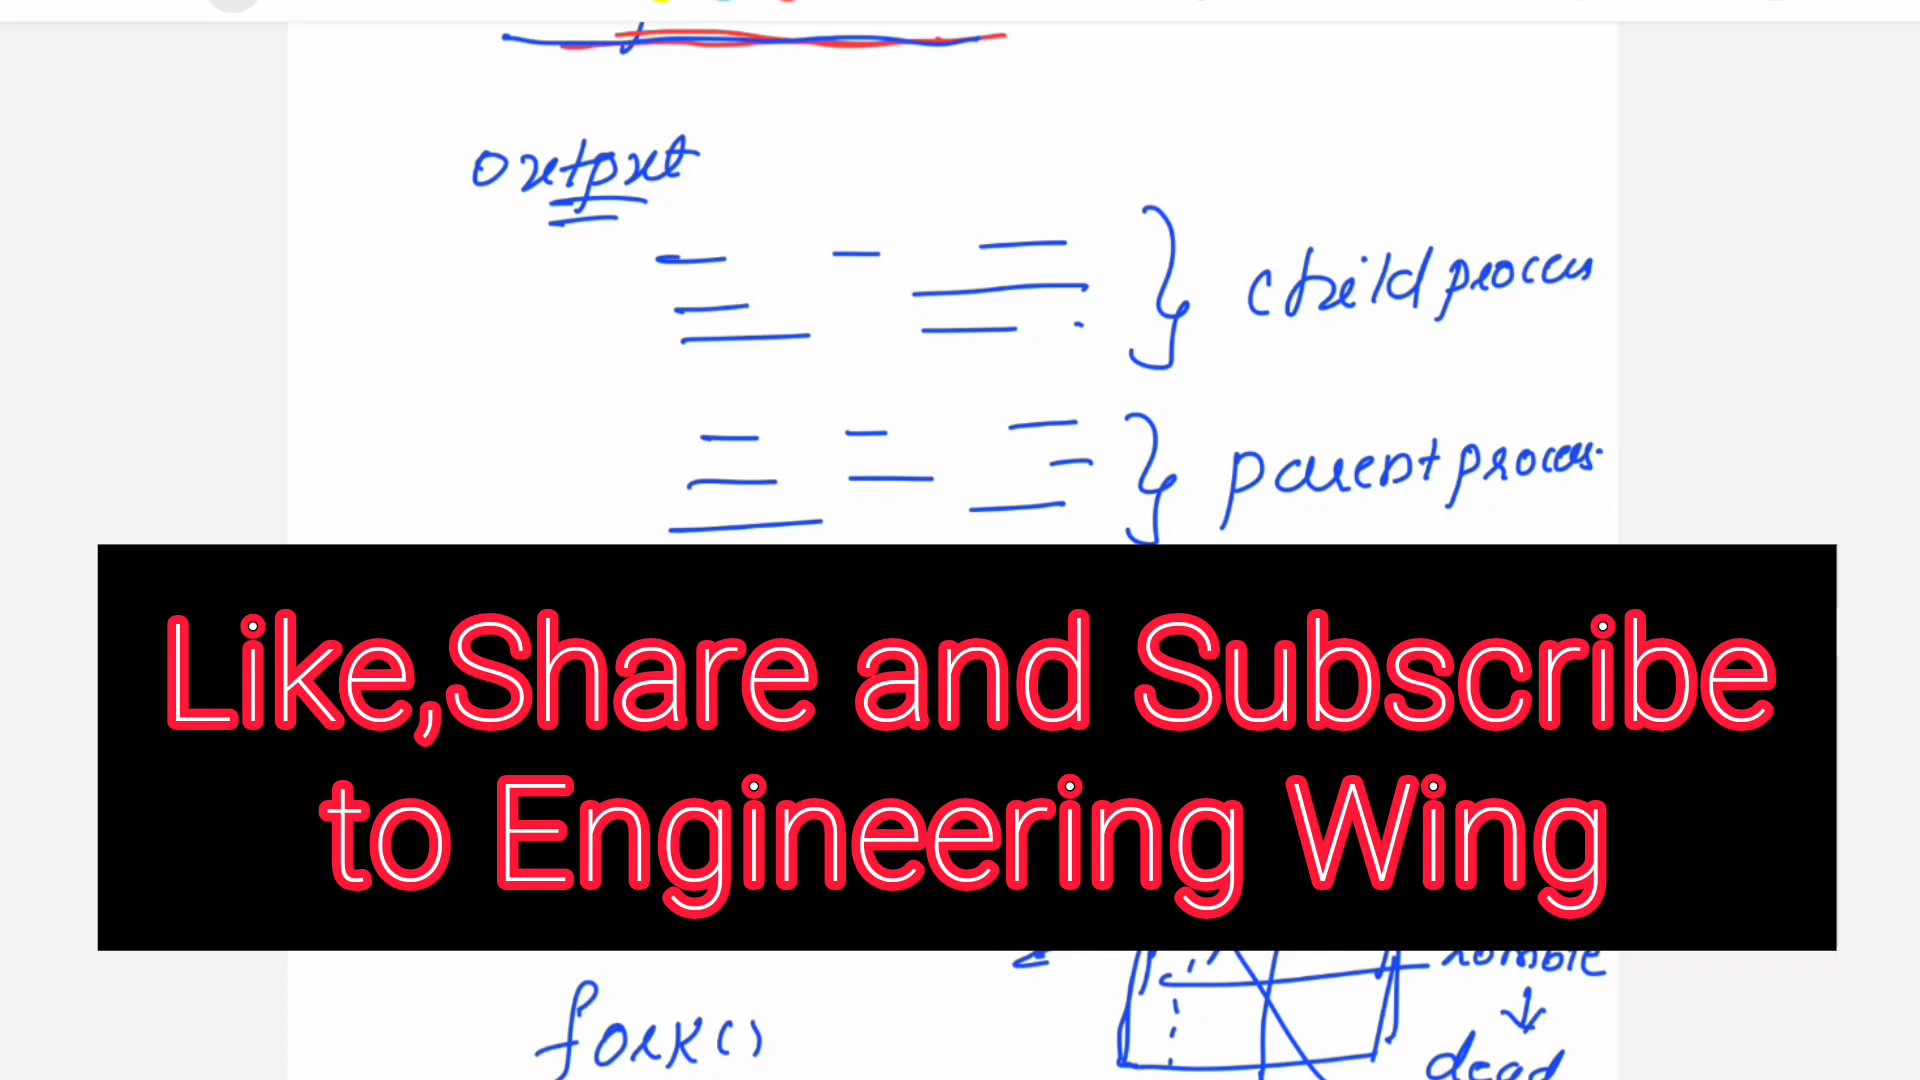 output
child process
parent process.
Like,Share and Subscribe
to Engineering Wing
zombie
fork()
dead